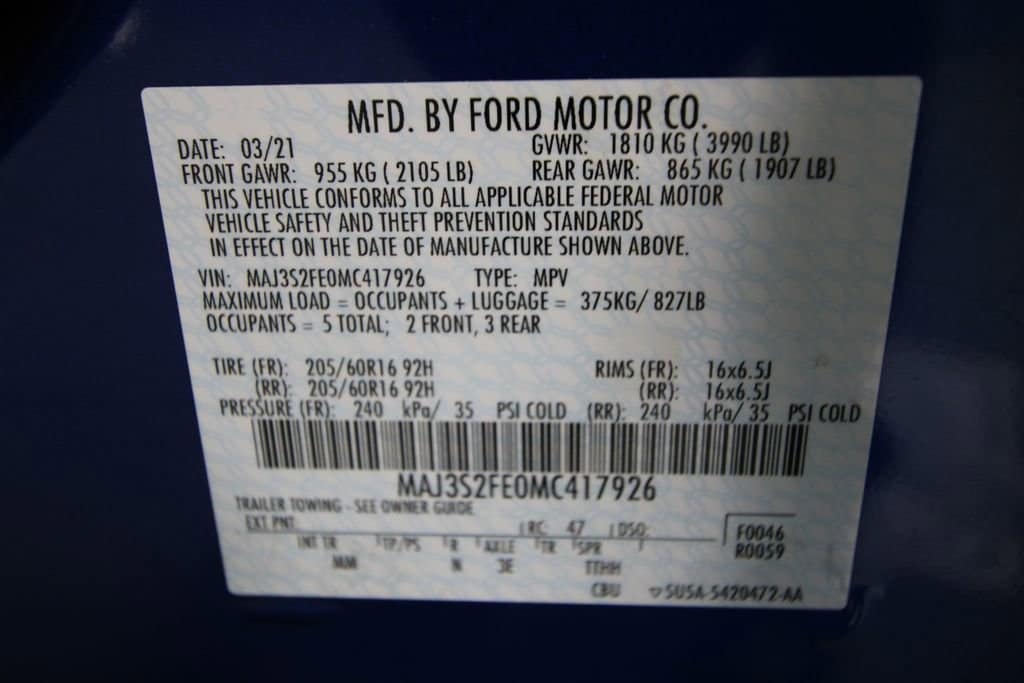 MFD. BY FORD MOTOR CO.
DATE: 03/21 GVWR: 1810 KG ( 3990 LB)
FRONT GAWR: 955 KG ( 2105 LB) REAR GAWR: 865 KG ( 1907 LB)
THIS VEHICLE CONFORMS TO ALL APPLICABLE FEDERAL MOTOR
VEHICLE SAFETY AND THEFT PREVENTION STANDARDS
IN EFFECT ON THE DATE OF MANUFACTURE SHOWN ABOVE.
VIN: MAJ3S2FE0MC417926 TYPE: MPV
MAXIMUM LOAD = OCCUPANTS + LUGGAGE = 375KG/ 827LB
OCCUPANTS = 5 TOTAL; 2 FRONT, 3 REAR
TIRE (FR): 205/60R16 92H RIMS (FR): 16x6.5J
(RR): 205/60R16 92H (RR): 16x6.5J
PRESSURE (FR): 240 kPa/ 35 PSI COLD (RR): 240 kPa/ 35 PSI COLD
MAJ3S2FE0MC417926
TRAILER TOWING - SEE OWNER GUIDE
EXT PNT: RC: 47 DSO: F0046
INT TR TP/PS R AXLE TR SPR R0059
MM N 3E TTHH
CBU SU5A-5420472-AA